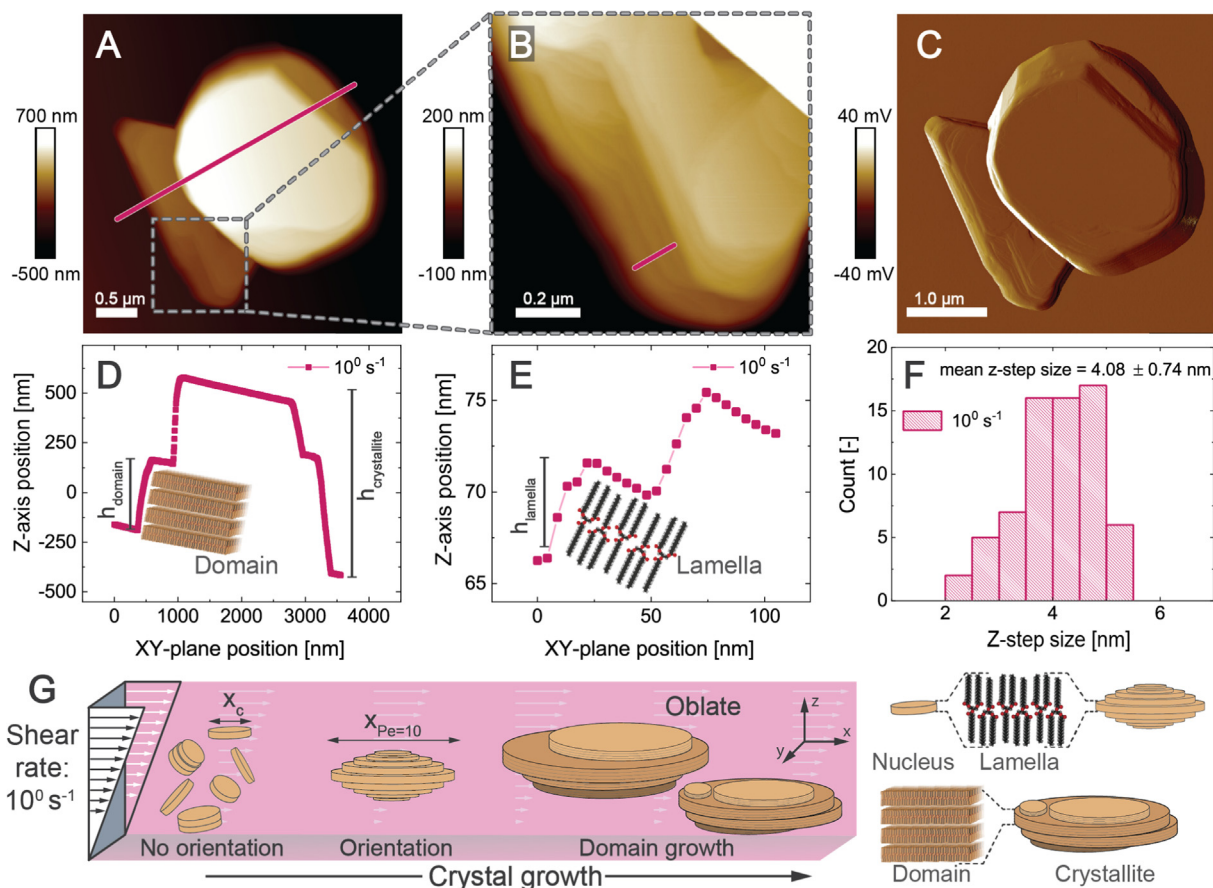 A
700 nm
-500 nm
0.5 µm
B
200 nm
-100 nm
0.2 µm
C
40 mV
-40 mV
1.0 µm
D
10⁰ s⁻¹
Z-axis position [nm]
500
250
0
-250
-500
h_domain
h_crystallite
Domain
0 1000 2000 3000 4000
XY-plane position [nm]
E
10⁰ s⁻¹
Z-axis position [nm]
75
70
65
h_lamella
Lamella
0 50 100
XY-plane position [nm]
F
mean z-step size = 4.08 ± 0.74 nm
10⁰ s⁻¹
Count [-]
20
15
10
5
0
2 4 6
Z-step size [nm]
G
Shear
rate:
10⁰ s⁻¹
x_c
x_Pe=10
Oblate
z
y
x
No orientation
Orientation
Domain growth
Crystal growth
Nucleus
Lamella
Domain
Crystallite